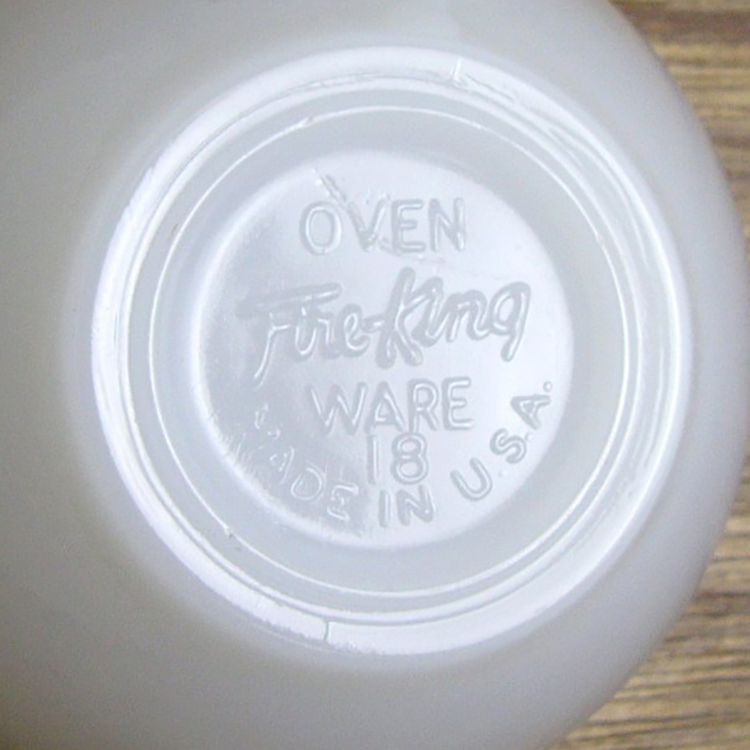 OVEN
Fire-King
WARE
18
MADE IN U.S.A.